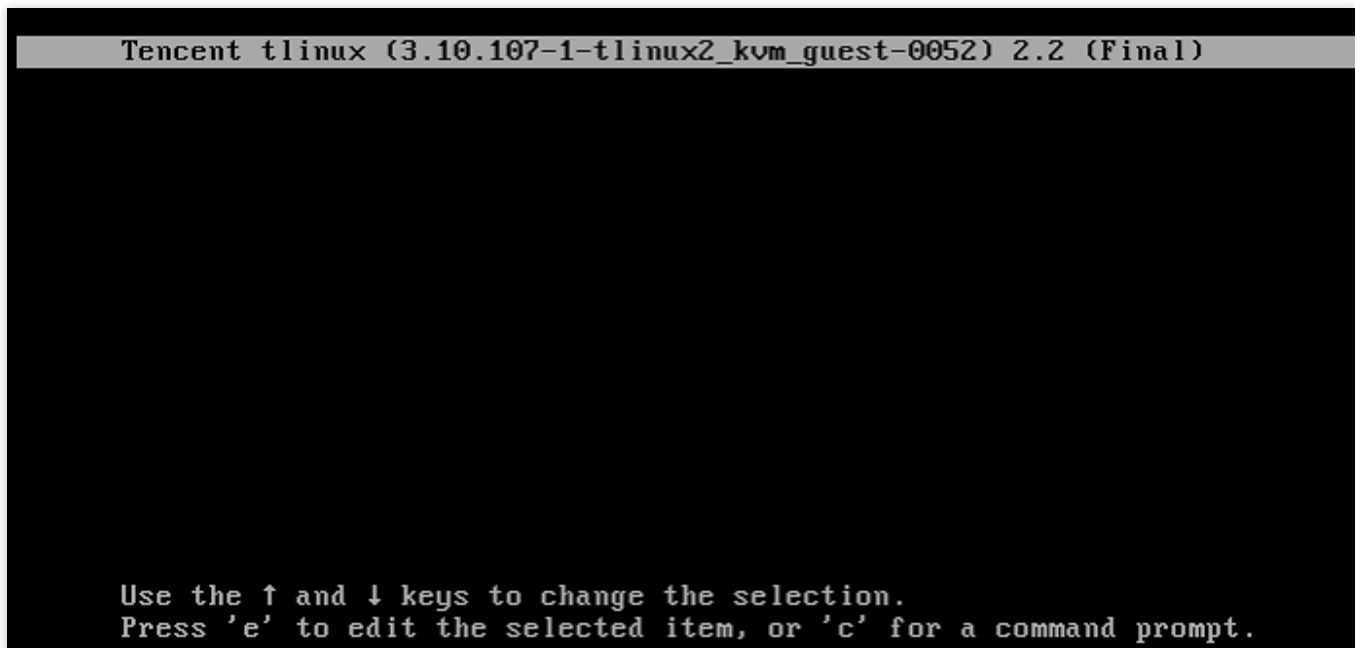 Tencent tlinux (3.10.107-1-tlinux2_kvm_guest-0052) 2.2 (Final)
Use the ↑ and ↓ keys to change the selection.
Press 'e' to edit the selected item, or 'c' for a command prompt.